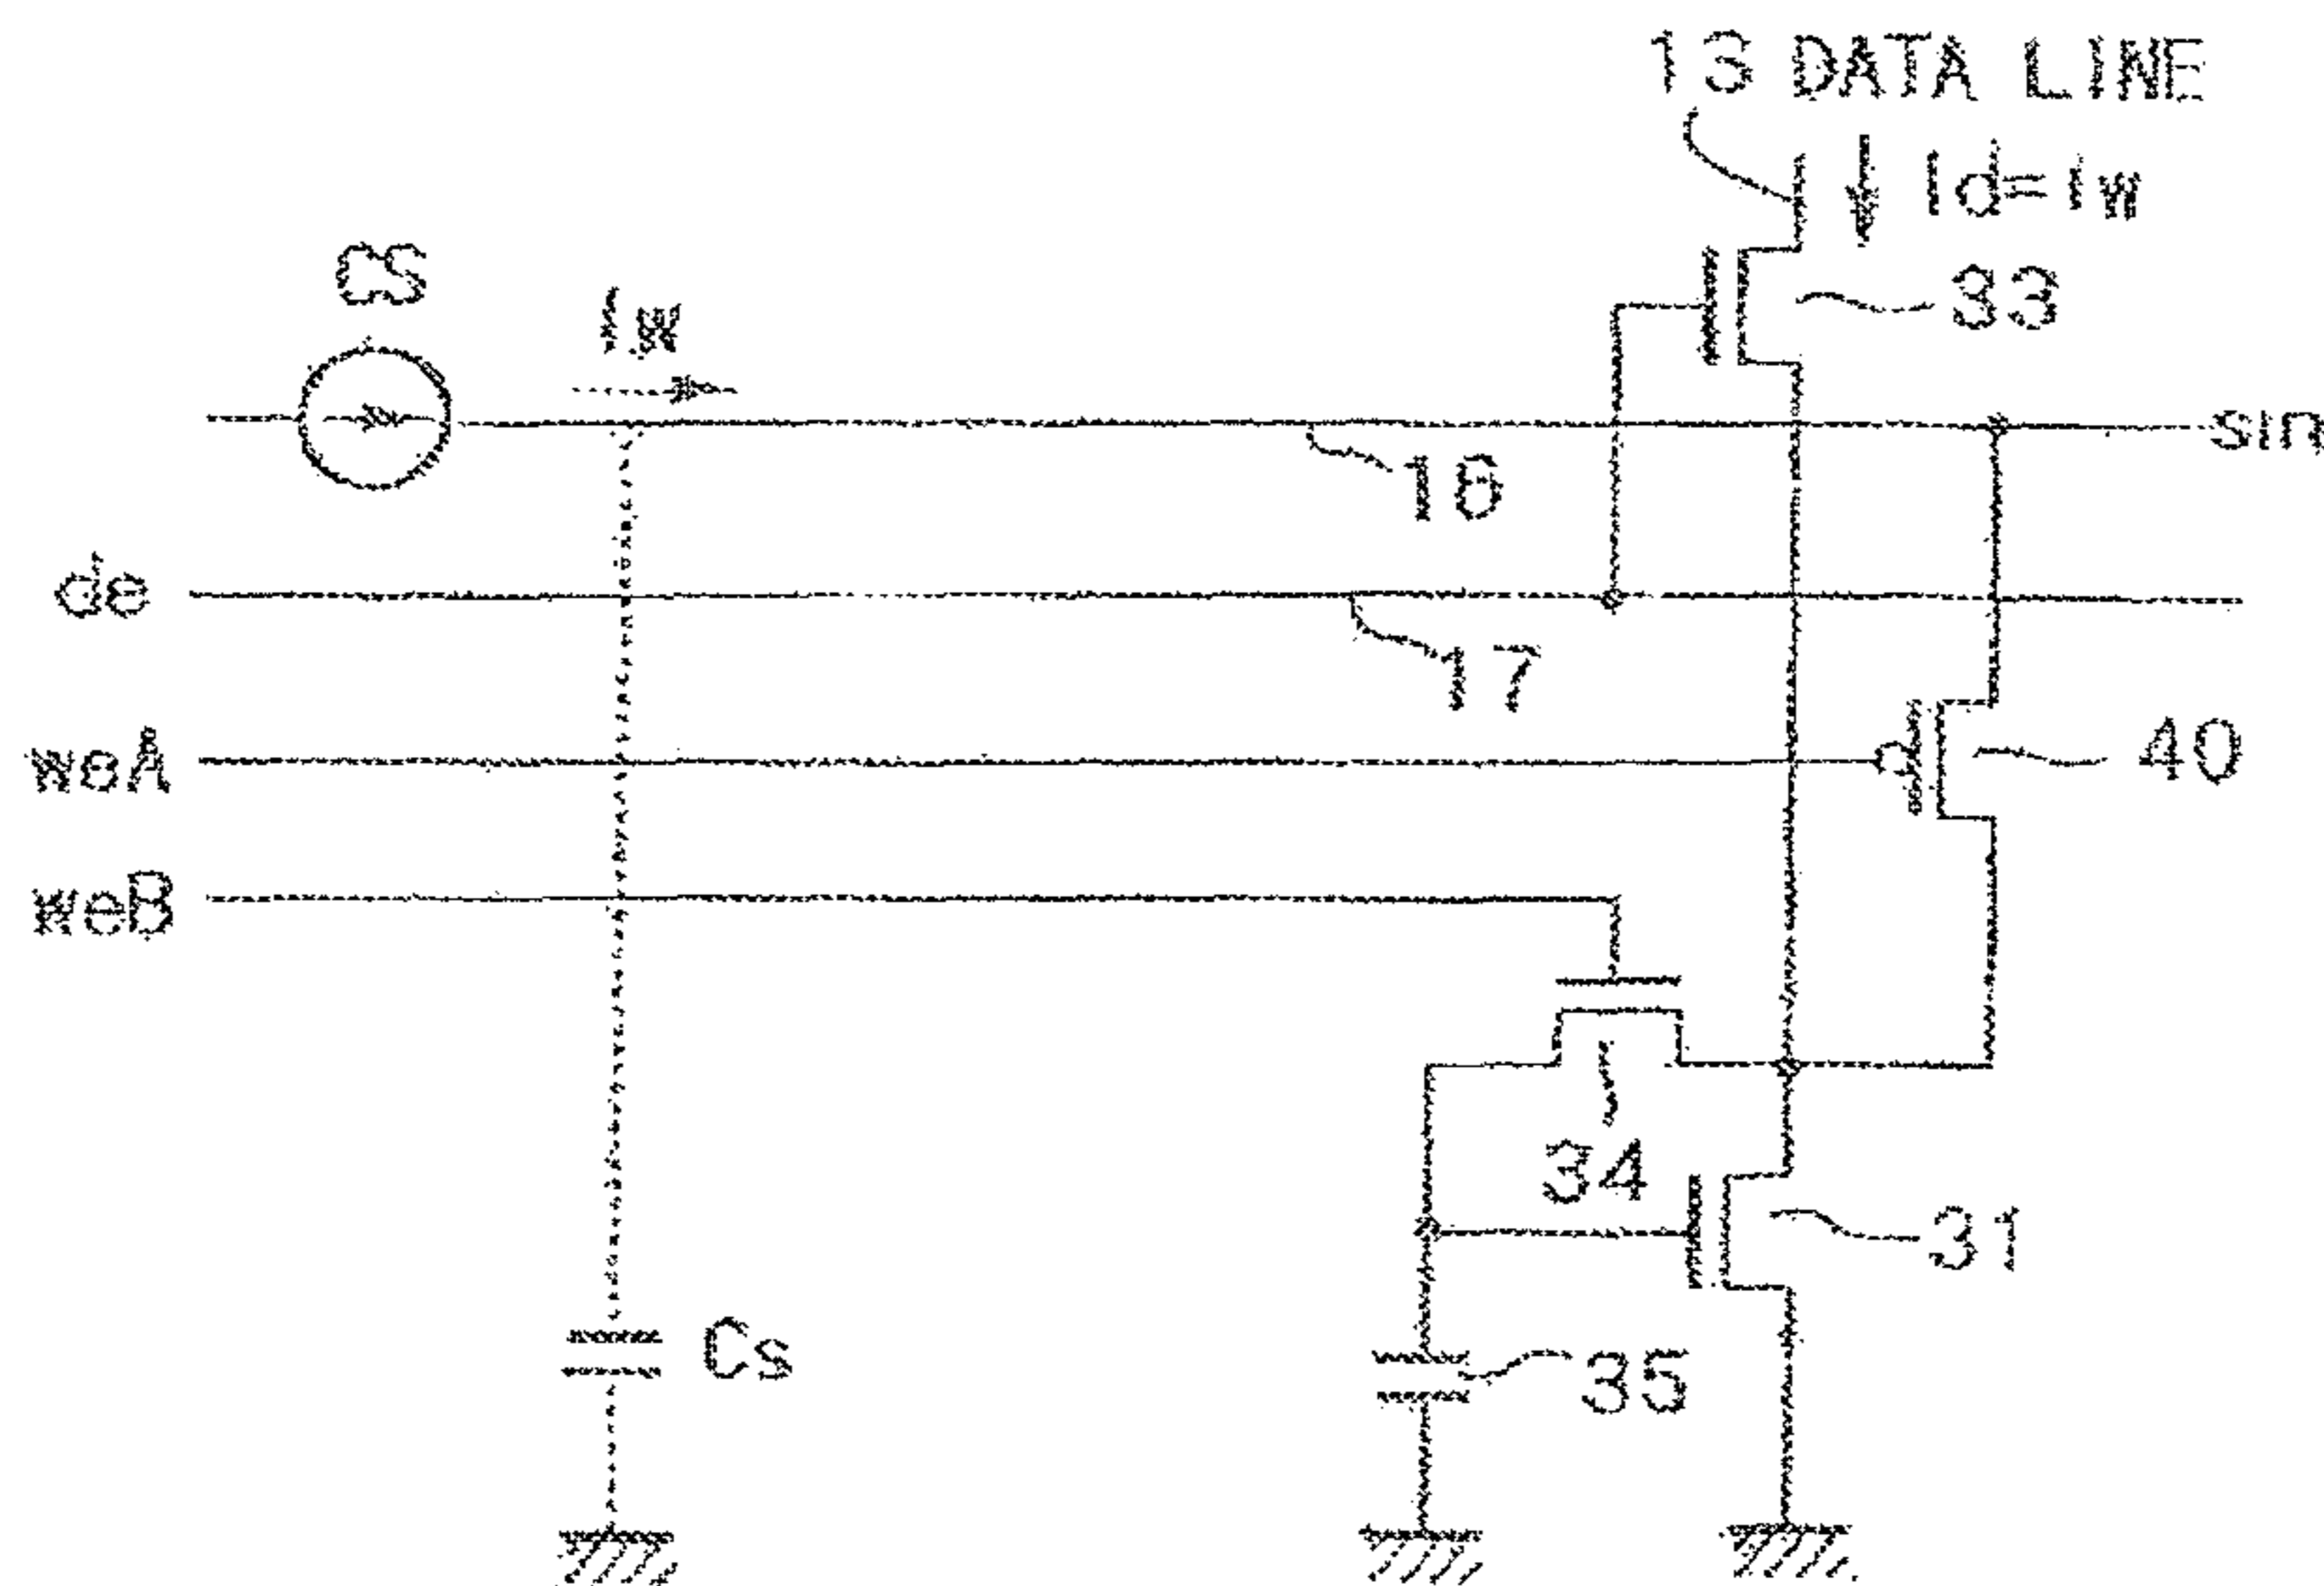 13 DATA LINE
Id=Iw
CS
Iw
33
sin
16
de
17
weA
40
weB
34
31
Cs
35